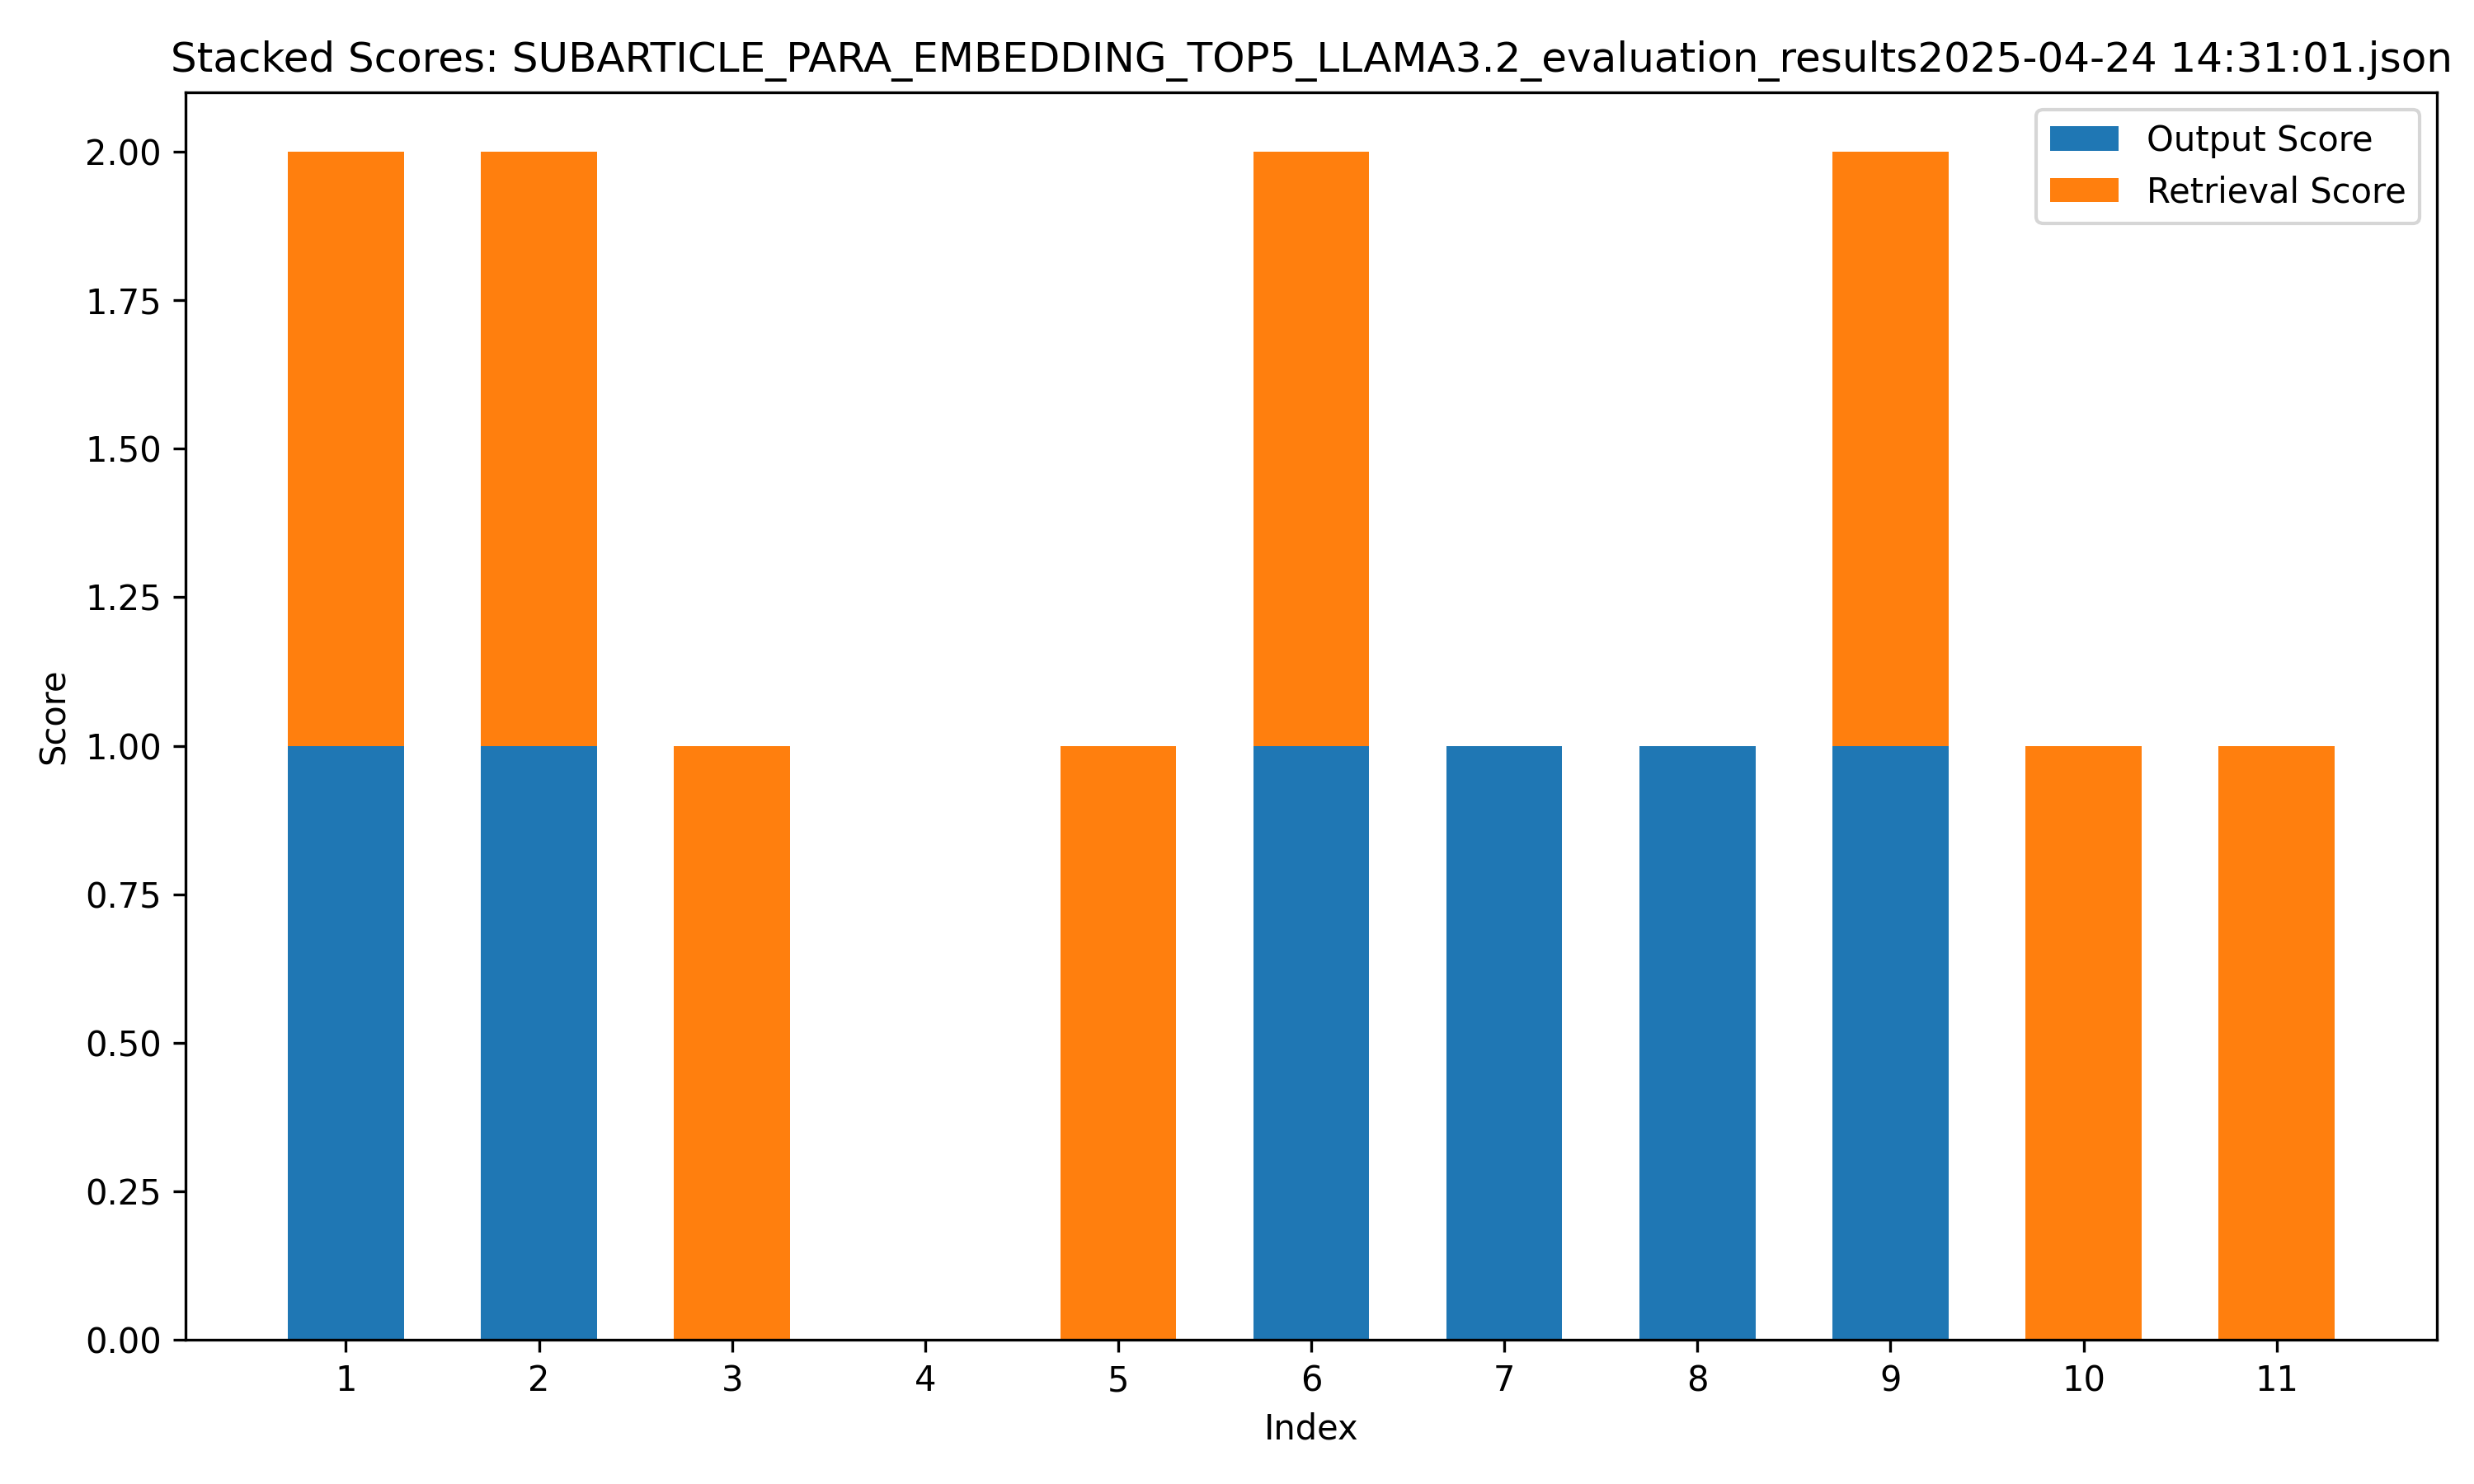 Stacked Scores: SUBARTICLE_PARA_EMBEDDING_TOP5_LLAMA3.2_evaluation_results2025-04-24 14:31:01.json
Output Score
Retrieval Score
2.00
1.75
1.50
1.25
1.00
0.75
0.50
0.25
0.00
Score
1 2 3 4 5 6 7 8 9 10 11
Index